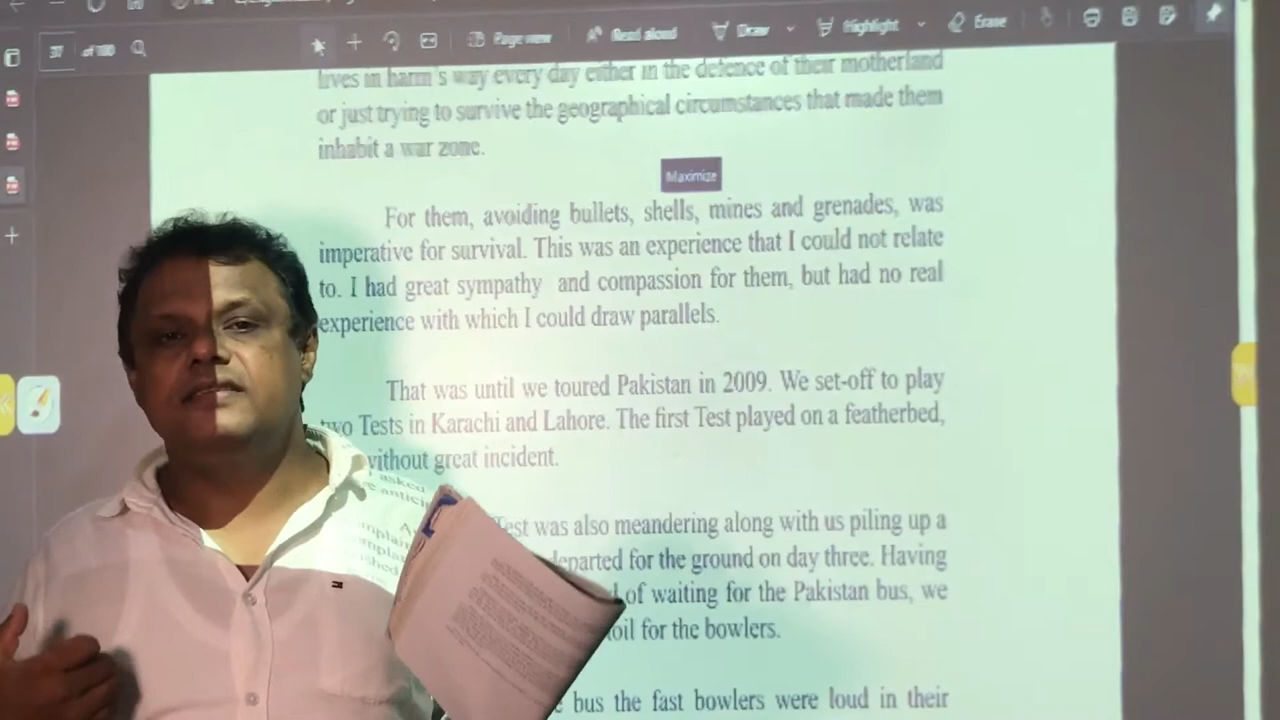 37 of 100
Page view
Read aloud
Draw
Highlight
Erase
lives in harm's way every day either in the defence of their motherland
or just trying to survive the geographical circumstances that made them
inhabit a war zone.
Maximize
For them, avoiding bullets, shells, mines and grenades, was
imperative for survival. This was an experience that I could not relate
to. I had great sympathy and compassion for them, but had no real
experience with which I could draw parallels.
That was until we toured Pakistan in 2009. We set-off to play
two Tests in Karachi and Lahore. The first Test played on a featherbed,
without great incident.
Test was also meandering along with us piling up a
departed for the ground on day three. Having
of waiting for the Pakistan bus, we
toil for the bowlers.
bus the fast bowlers were loud in their
asked